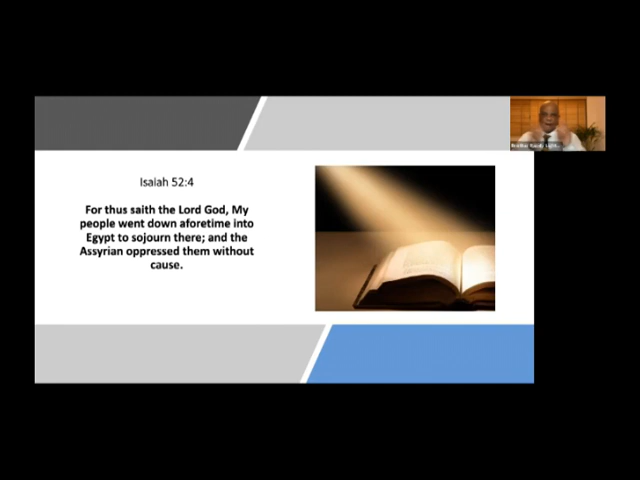 Isaiah 52:4
For thus saith the Lord God, My
people went down aforetime into
Egypt to sojourn there; and the
Assyrian oppressed them without
cause.